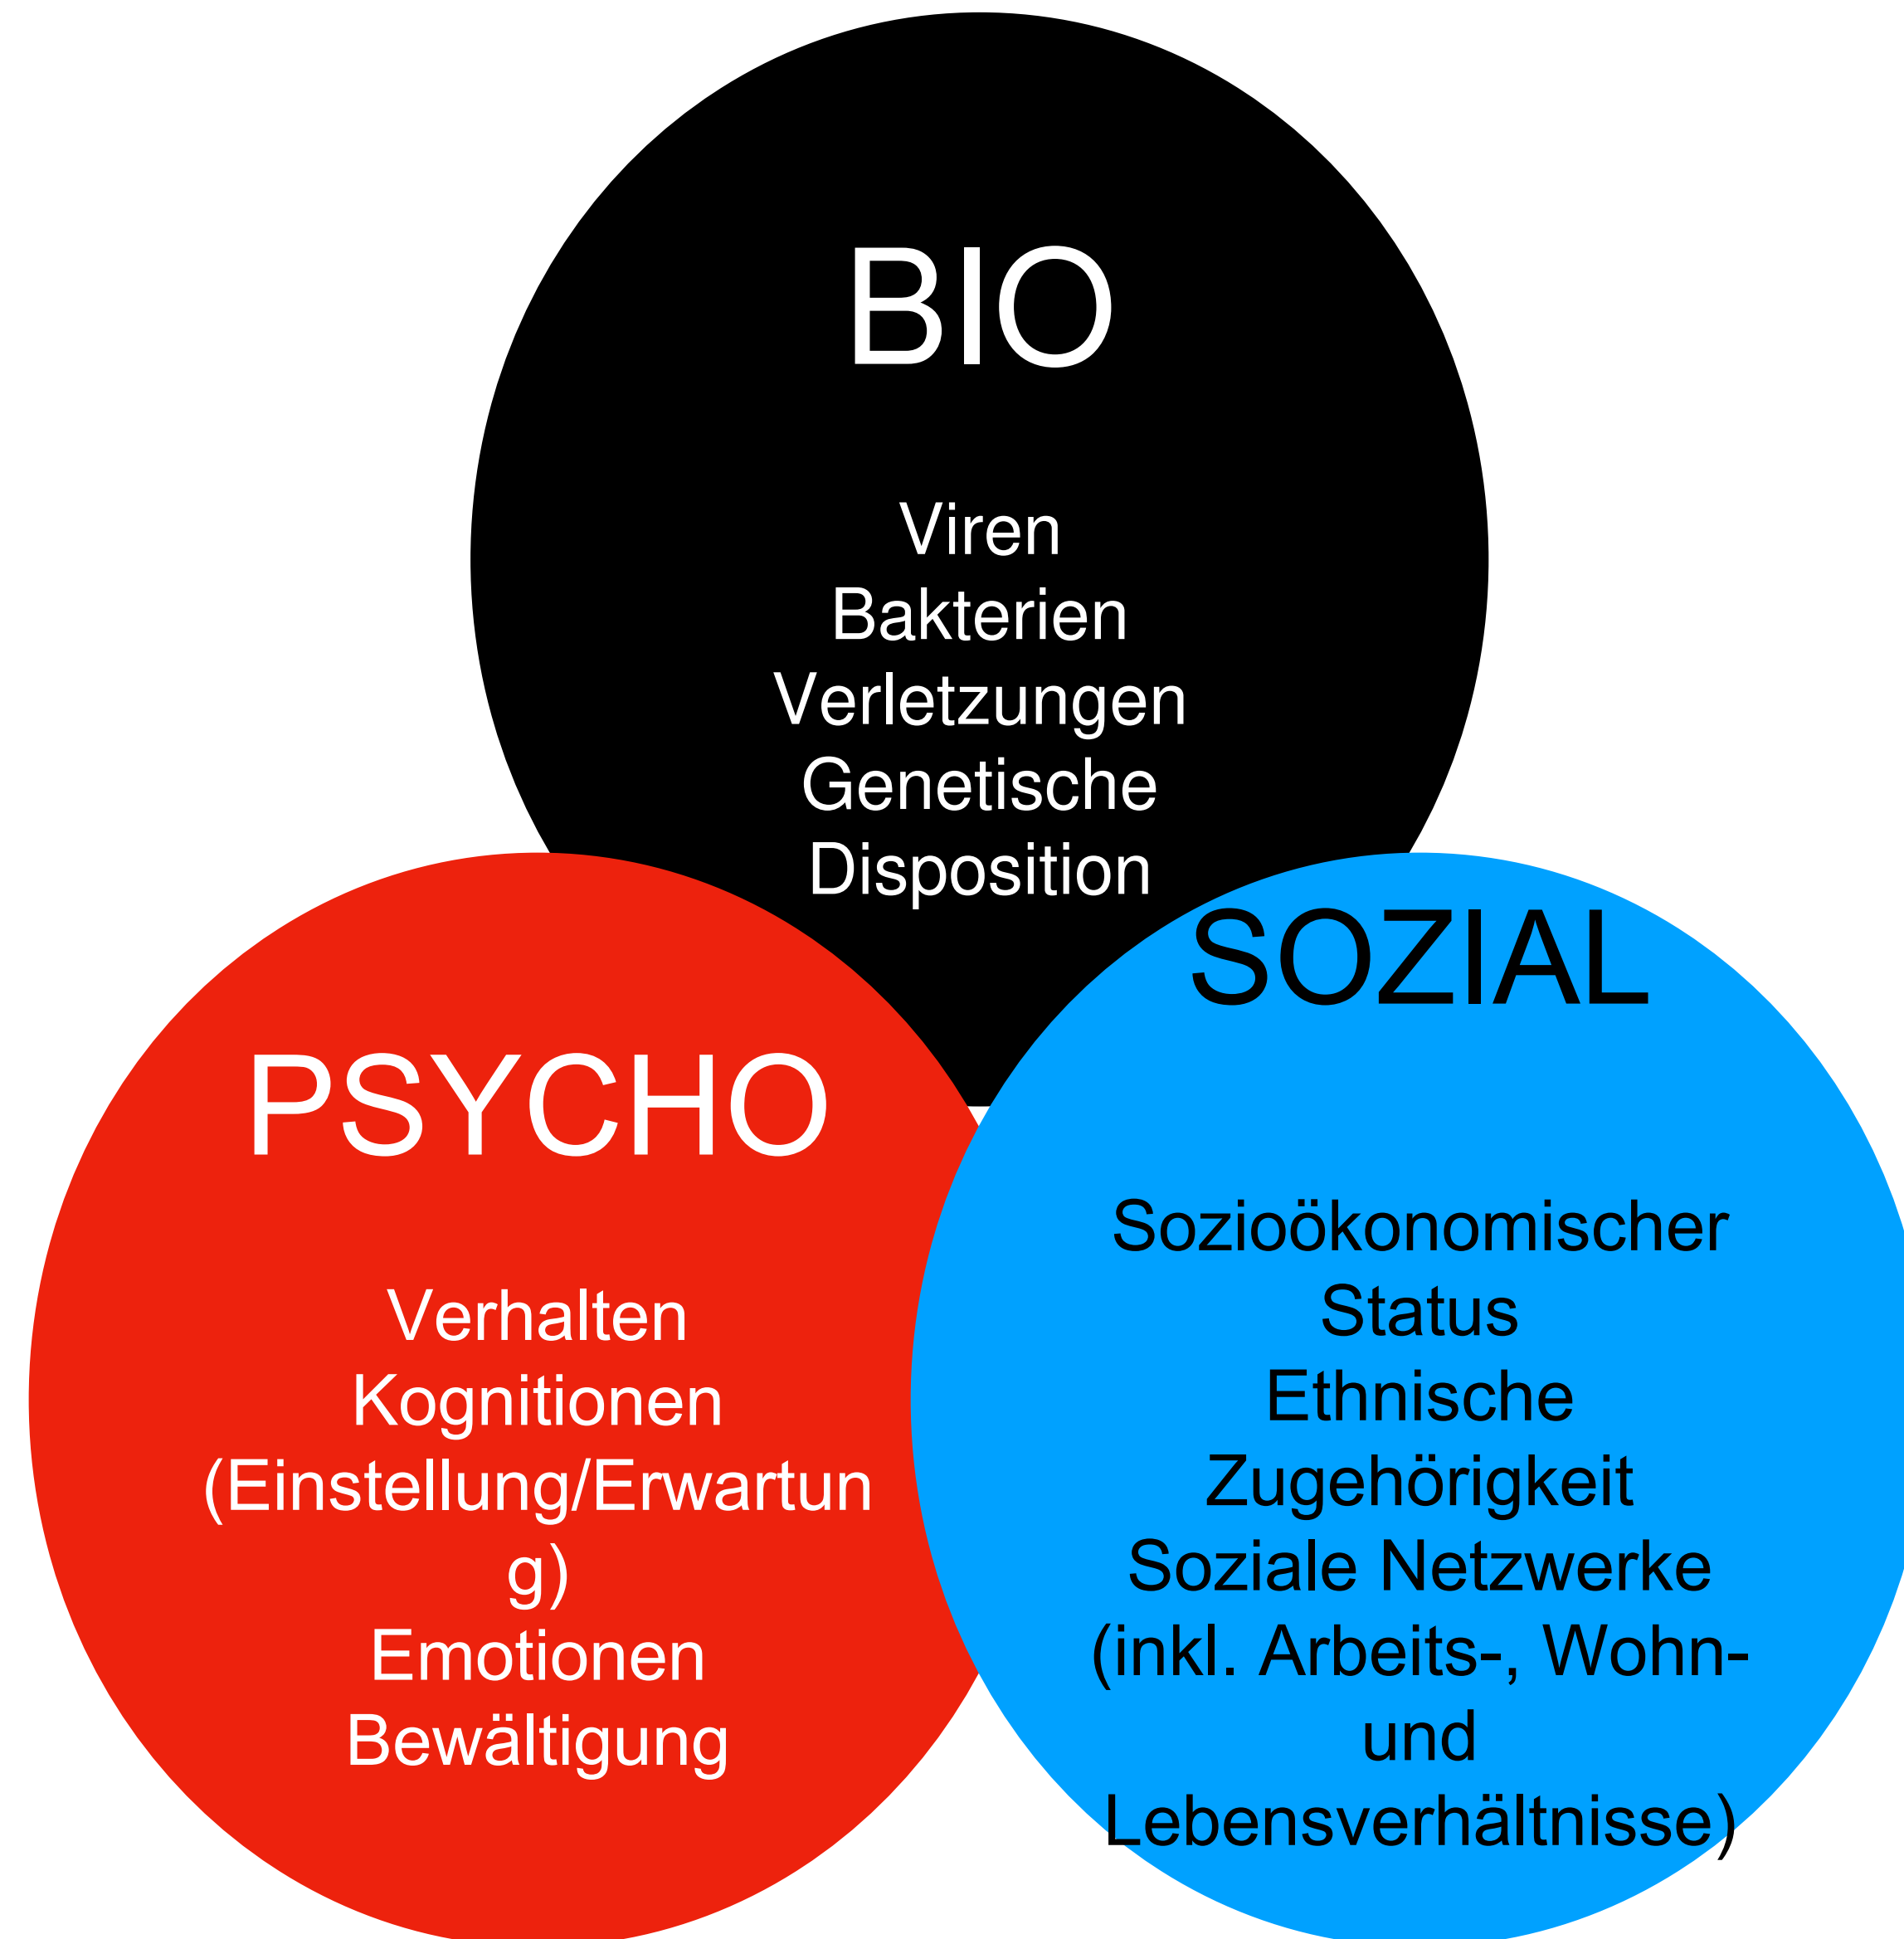 BIO
Viren
Bakterien
Verletzungen
Genetische
Disposition
PSYCHO
Verhalten
Kognitionen
(Einstellung/Erwartun
g)
Emotionen
Bewältigung
SOZIAL
Sozioökonomischer
Status
Ethnische
Zugehörigkeit
Soziale Netzwerke
(inkl. Arbeits-, Wohn-
und
Lebensverhältnisse)